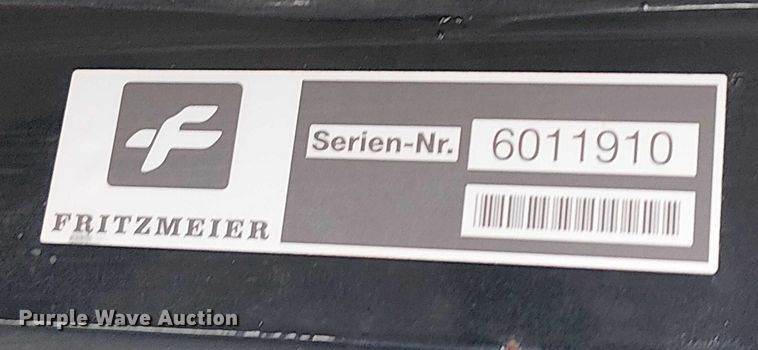 Serien-Nr. 6011910
FRITZMEIER
Purple Wave Auction